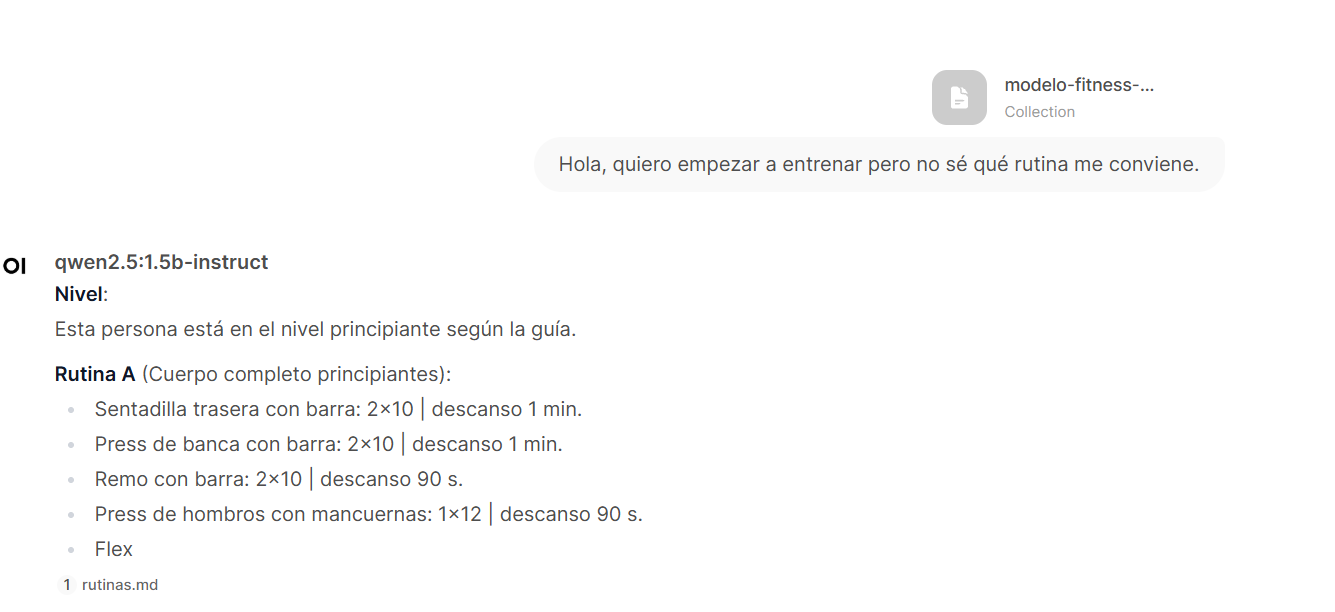 modelo-fitness-...
Collection
Hola, quiero empezar a entrenar pero no sé qué rutina me conviene.
OI
qwen2.5:1.5b-instruct
Nivel:
Esta persona está en el nivel principiante según la guía.
Rutina A (Cuerpo completo principiantes):
Sentadilla trasera con barra: 2×10 | descanso 1 min.
Press de banca con barra: 2×10 | descanso 1 min.
Remo con barra: 2×10 | descanso 90 s.
Press de hombros con mancuernas: 1×12 | descanso 90 s.
Flex
1 rutinas.md